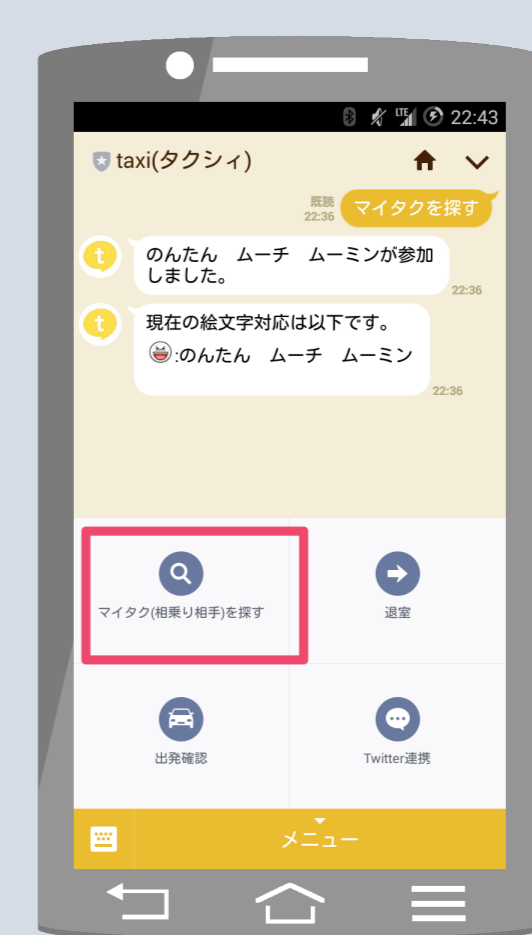 LTE 22:43
taxi(タクシィ)
既読
22:36
マイタクを探す
t
のんたん ムーチ ムーミンが参加
しました。
22:36
t
現在の絵文字対応は以下です。
:のんたん ムーチ ムーミン
22:36
マイタク(相乗り相手)を探す
退室
出発確認
Twitter連携
メニュー